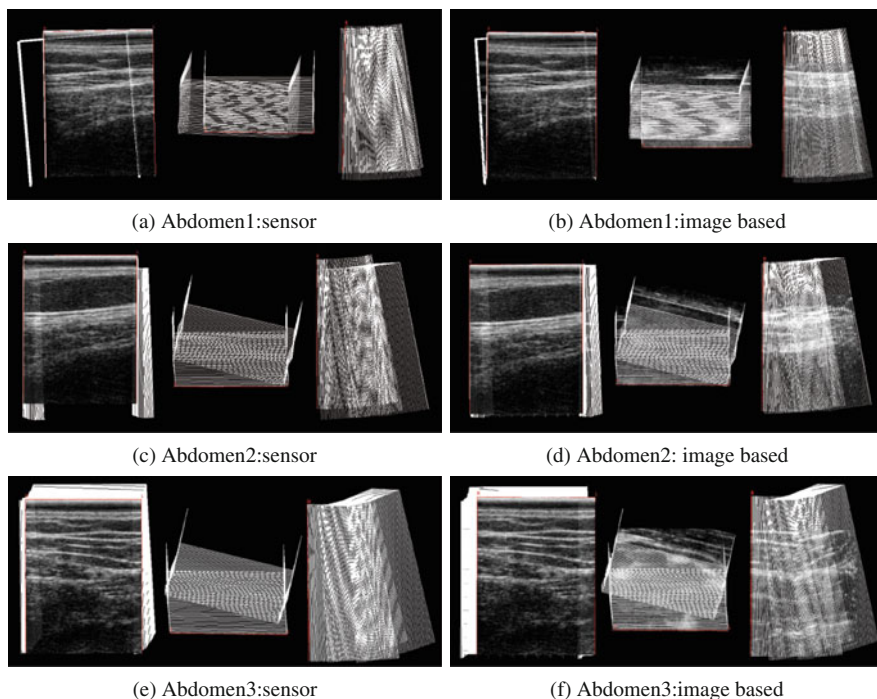 (a) Abdomen1:sensor
(b) Abdomen1:image based
(c) Abdomen2:sensor
(d) Abdomen2: image based
(e) Abdomen3:sensor
(f) Abdomen3:image based